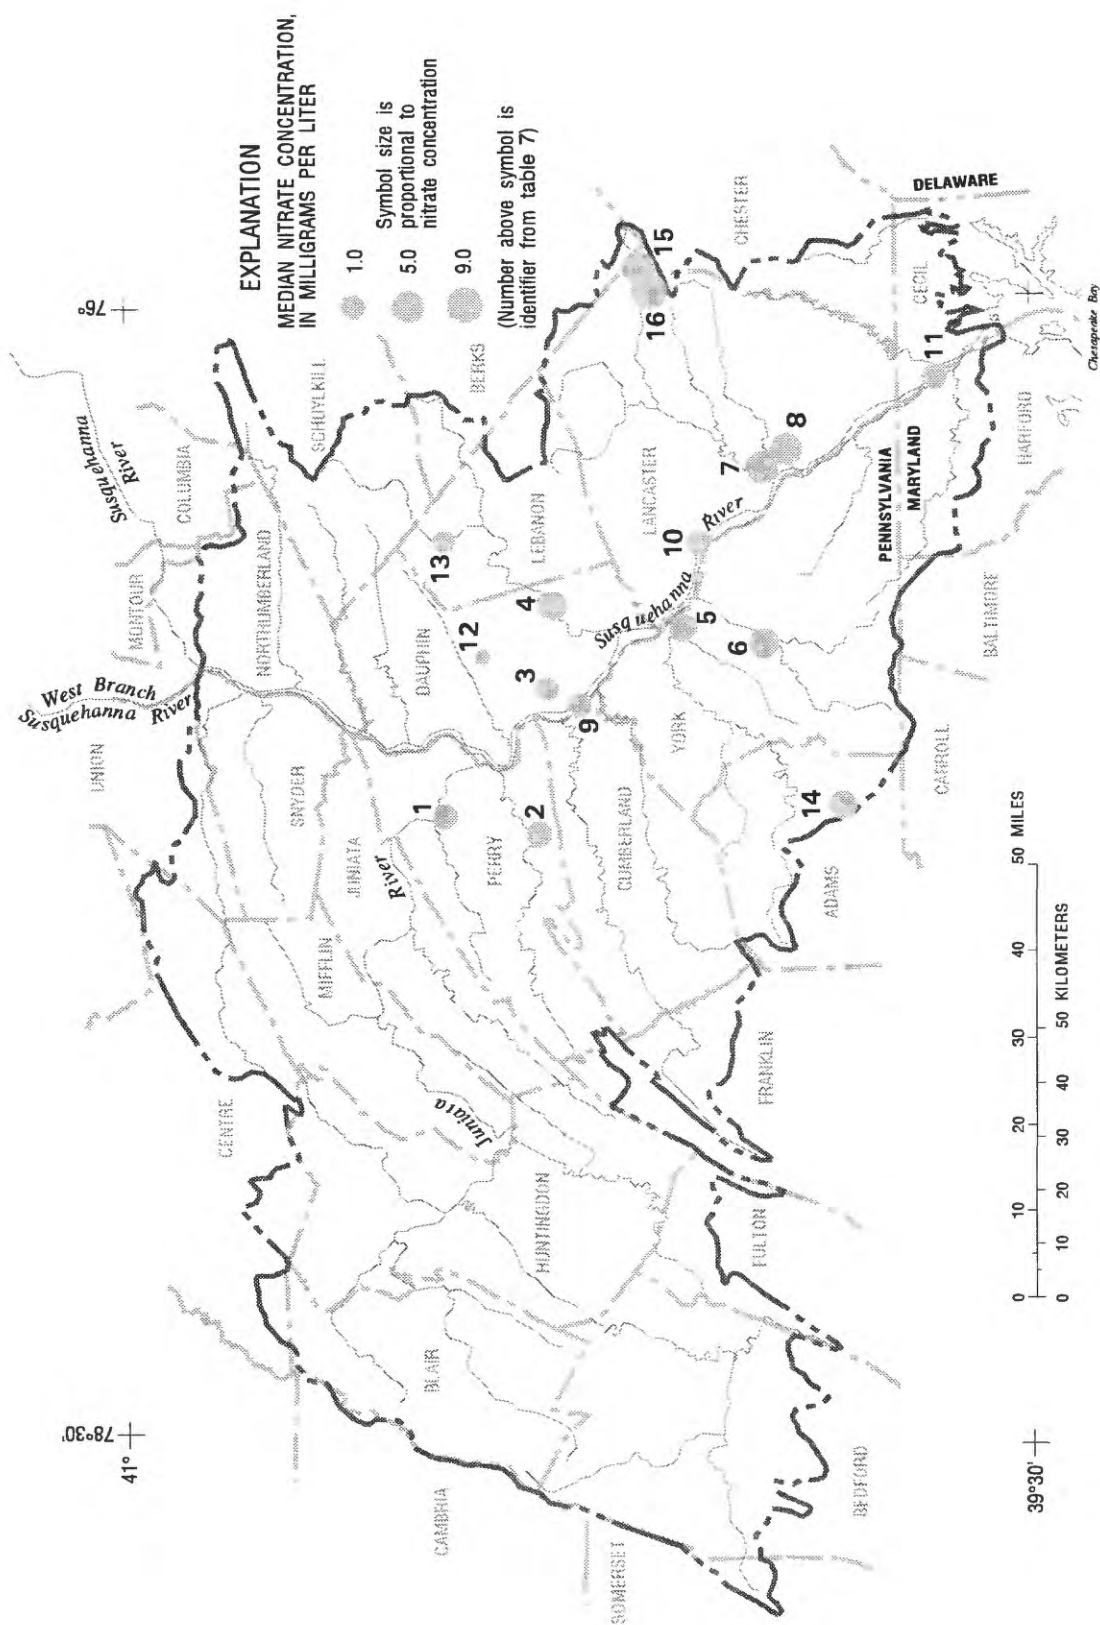 EXPLANATION
MEDIAN NITRATE CONCENTRATION,
IN MILLIGRAMS PER LITER
1.0
5.0
9.0
Symbol size is
proportional to
nitrate concentration
(Number above symbol is
identifier from table 7)
78°30'
76°
41°
39°30'
Susquehanna
River
West Branch
Susquehanna River
COLUMBIA
MONTOUR
UNION
NORTHUMBERLAND
SCHUYLKILL
SNYDER
CENTRE
MIFFLIN
JUNIATA
River
Juniata
DAUPHIN
BERKS
LEBANON
PERRY
CAMBRIA
BLAIR
HUNTINGDON
CUMBERLAND
LANCASTER
Susquehanna
River
YORK
CHESTER
SOMERSET
BEDFORD
FULTON
FRANKLIN
ADAMS
PENNSYLVANIA
MARYLAND
DELAWARE
CARROLL
BALTIMORE
HARFORD
CECIL
Chesapeake Bay
1
2
3
4
5
6
7
8
9
10
11
12
13
14
15
16
93
0 10 20 30 40 50 MILES
0 10 20 30 40 50 KILOMETERS